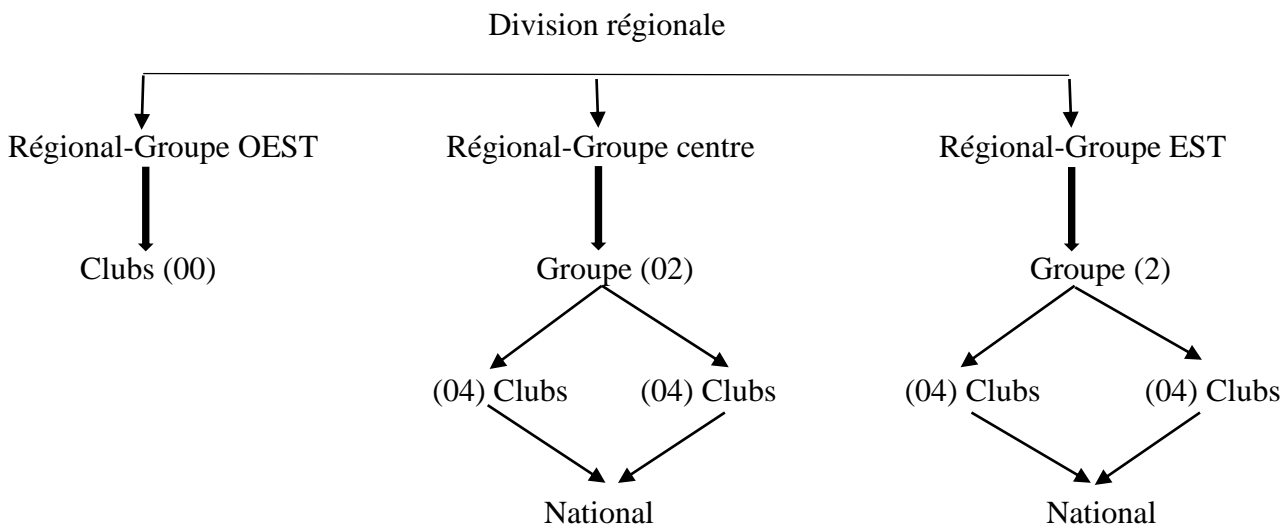 Division régionale
Régional-Groupe OEST Régional-Groupe centre Régional-Groupe EST
Clubs (00) Groupe (02) Groupe (2)
(04) Clubs (04) Clubs (04) Clubs (04) Clubs
National National